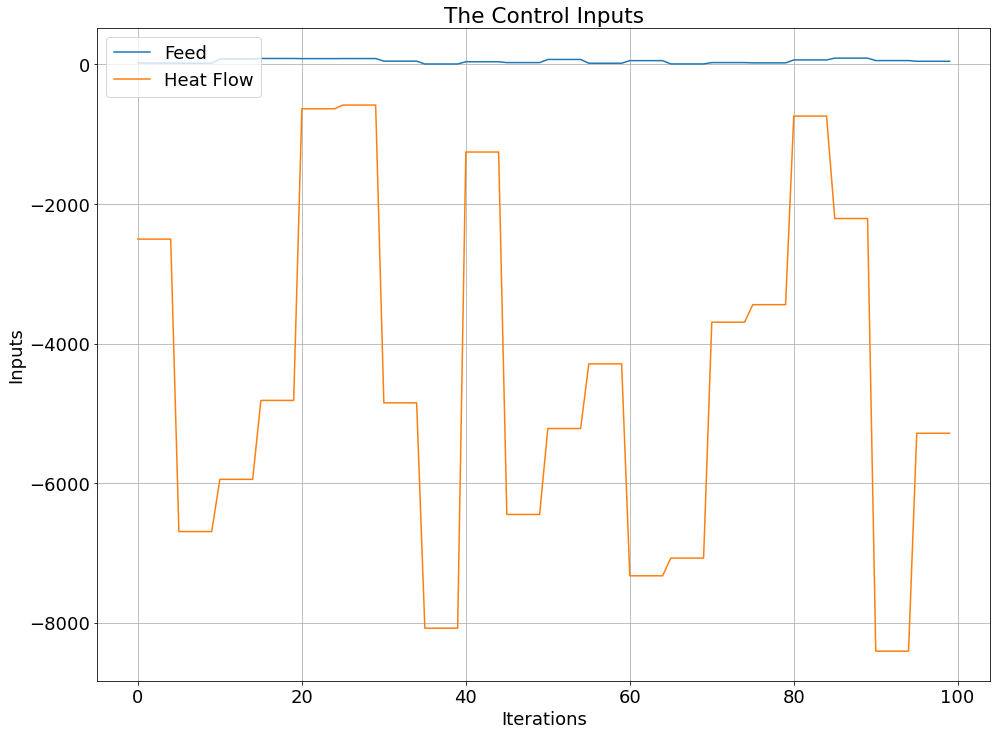 The Control Inputs
Feed
Heat Flow
0
−2000
−4000
−6000
−8000
Inputs
0 20 40 60 80 100
Iterations